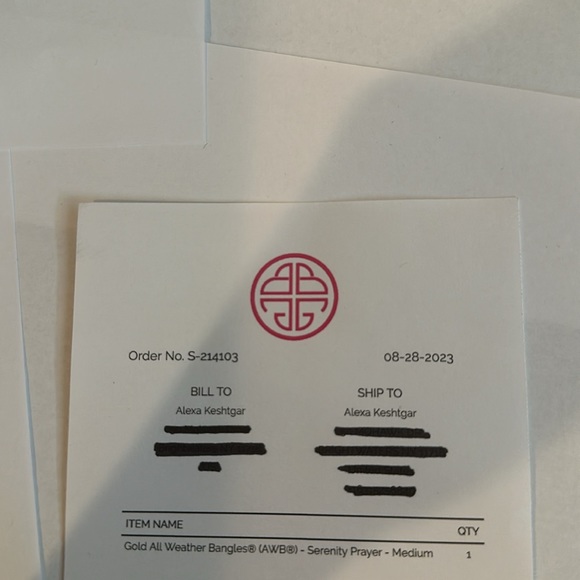 Order No. S-214103 08-28-2023
BILL TO SHIP TO
Alexa Keshtgar Alexa Keshtgar
ITEM NAME QTY
Gold All Weather Bangles® (AWB®) - Serenity Prayer - Medium 1